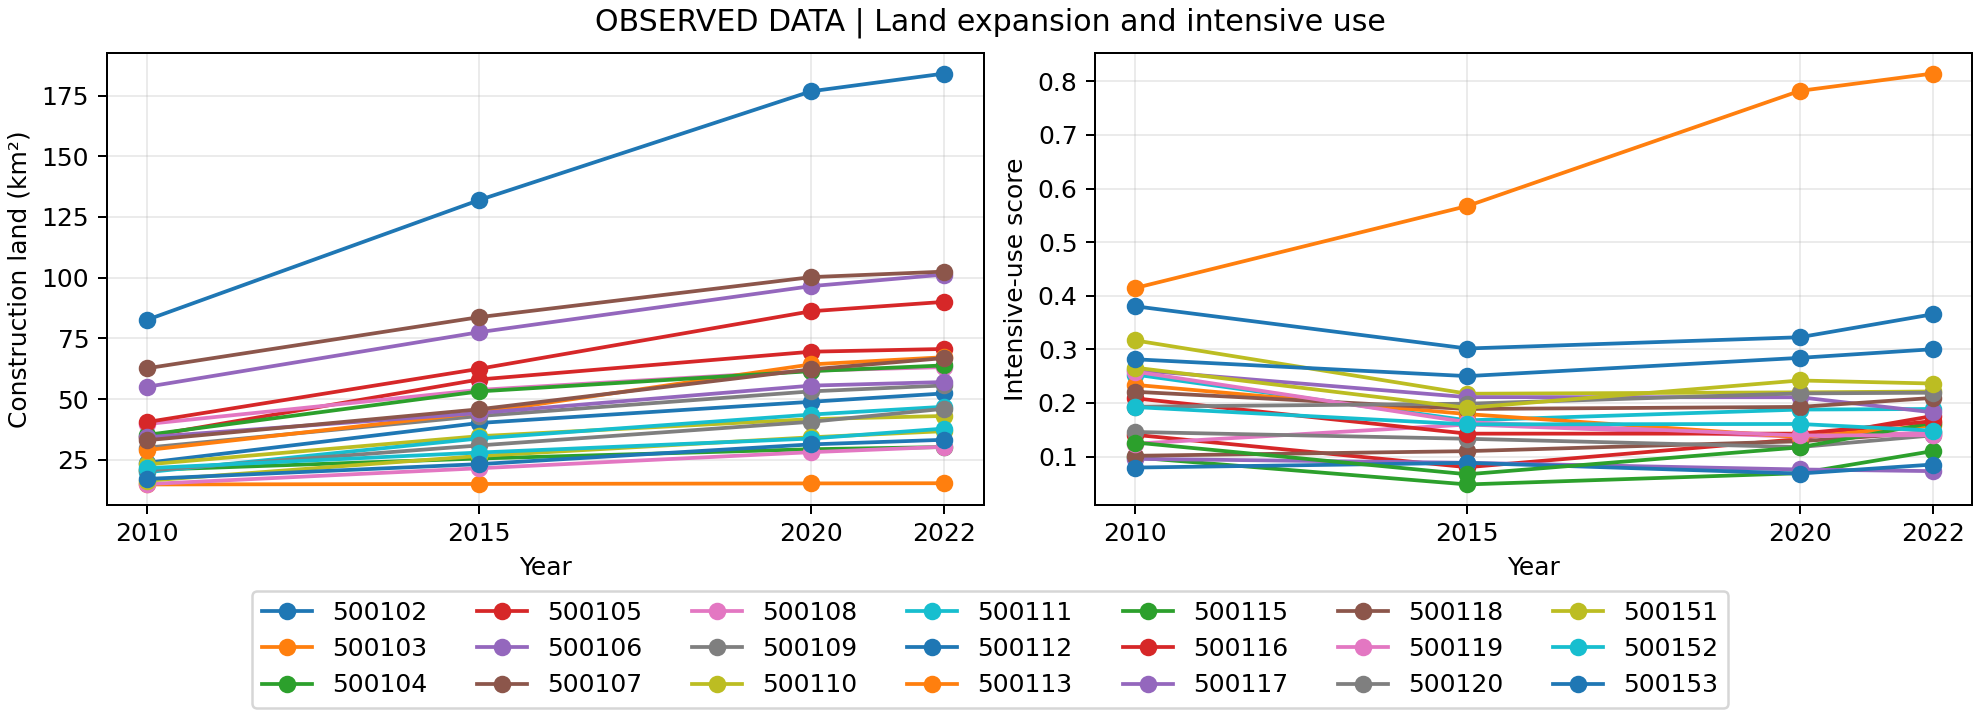 OBSERVED DATA | Land expansion and intensive use
Construction land (km²)
175
150
125
100
75
50
25
2010 2015 2020 2022
Year
Intensive-use score
0.8
0.7
0.6
0.5
0.4
0.3
0.2
0.1
2010 2015 2020 2022
Year
500102 500105 500108 500111 500115 500118 500151
500103 500106 500109 500112 500116 500119 500152
500104 500107 500110 500113 500117 500120 500153